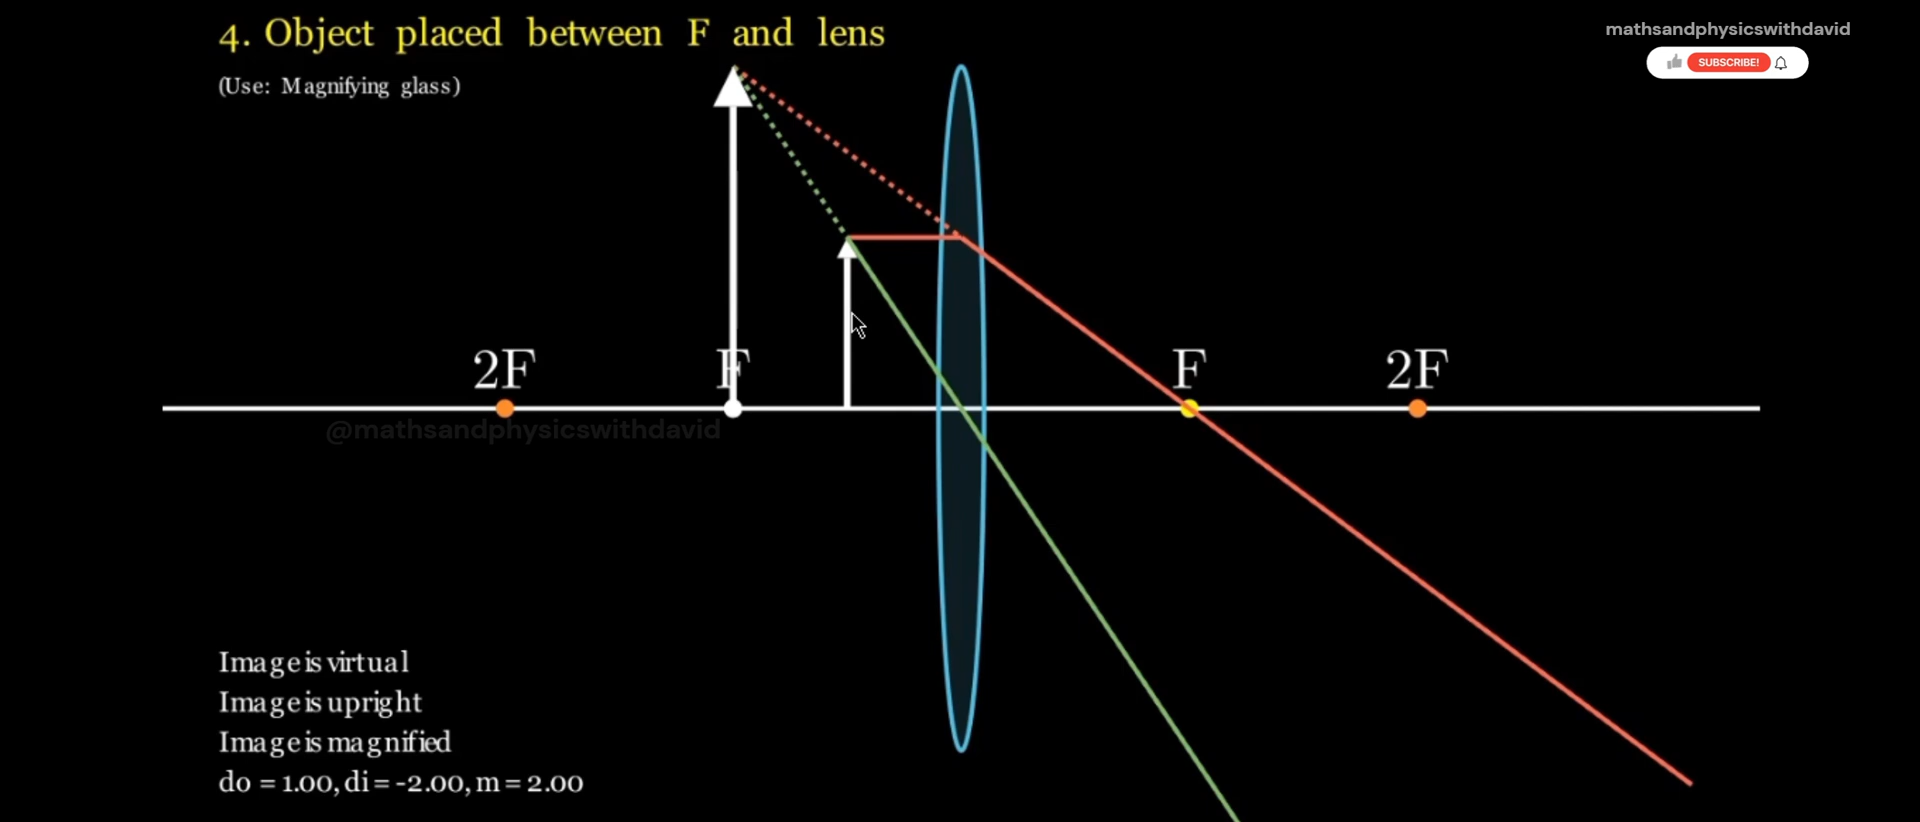 4. Object placed between F and lens
(Use: Magnifying glass)
mathsandphysicswithdavid
SUBSCRIBE!
2F
F
F
2F
@mathsandphysicswithdavid
Image is virtual
Image is upright
Image is magnified
do = 1.00, di = -2.00, m = 2.00